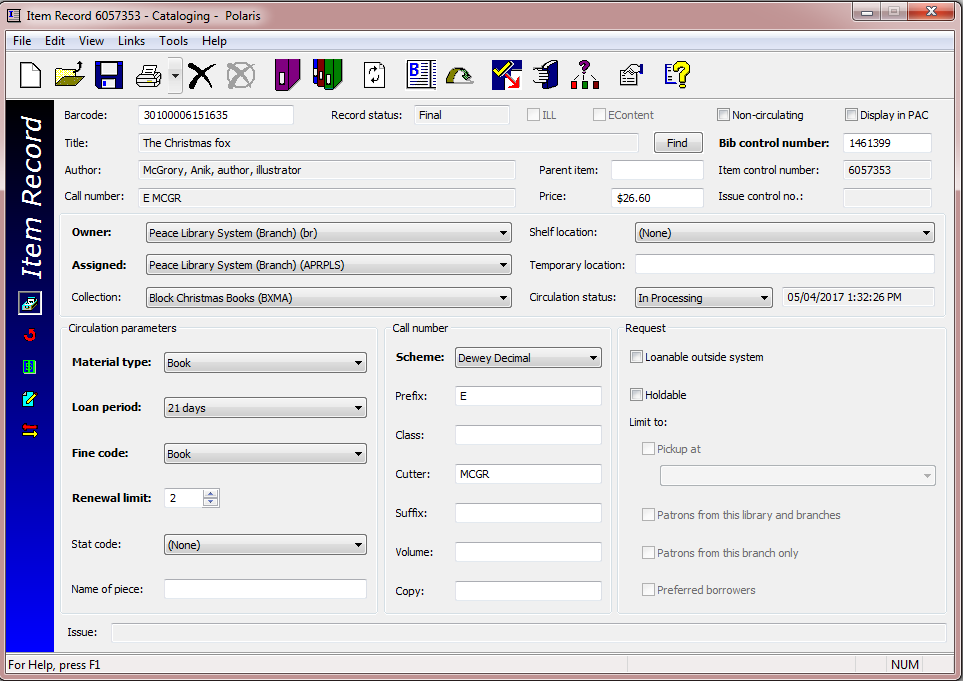 Item Record 6057353 - Cataloging - Polaris
File Edit View Links Tools Help
Item Record
Barcode: 30100006151635 Record status: Final ILL EContent Non-circulating Display in PAC
Title: The Christmas fox Find Bib control number: 1461399
Author: McGrory, Anik, author, illustrator Parent item: Item control number: 6057353
Call number: E MCGR Price: $26.60 Issue control no.:
Owner: Peace Library System (Branch) (br) Shelf location: (None)
Assigned: Peace Library System (Branch) (APRPLS) Temporary location:
Collection: Block Christmas Books (BXMA) Circulation status: In Processing 05/04/2017 1:32:26 PM
Circulation parameters
Material type: Book
Loan period: 21 days
Fine code: Book
Renewal limit: 2
Stat code: (None)
Name of piece:
Call number
Scheme: Dewey Decimal
Prefix: E
Class:
Cutter: MCGR
Suffix:
Volume:
Copy:
Request
Loanable outside system
Holdable
Limit to:
Pickup at
Patrons from this library and branches
Patrons from this branch only
Preferred borrowers
Issue:
For Help, press F1 NUM